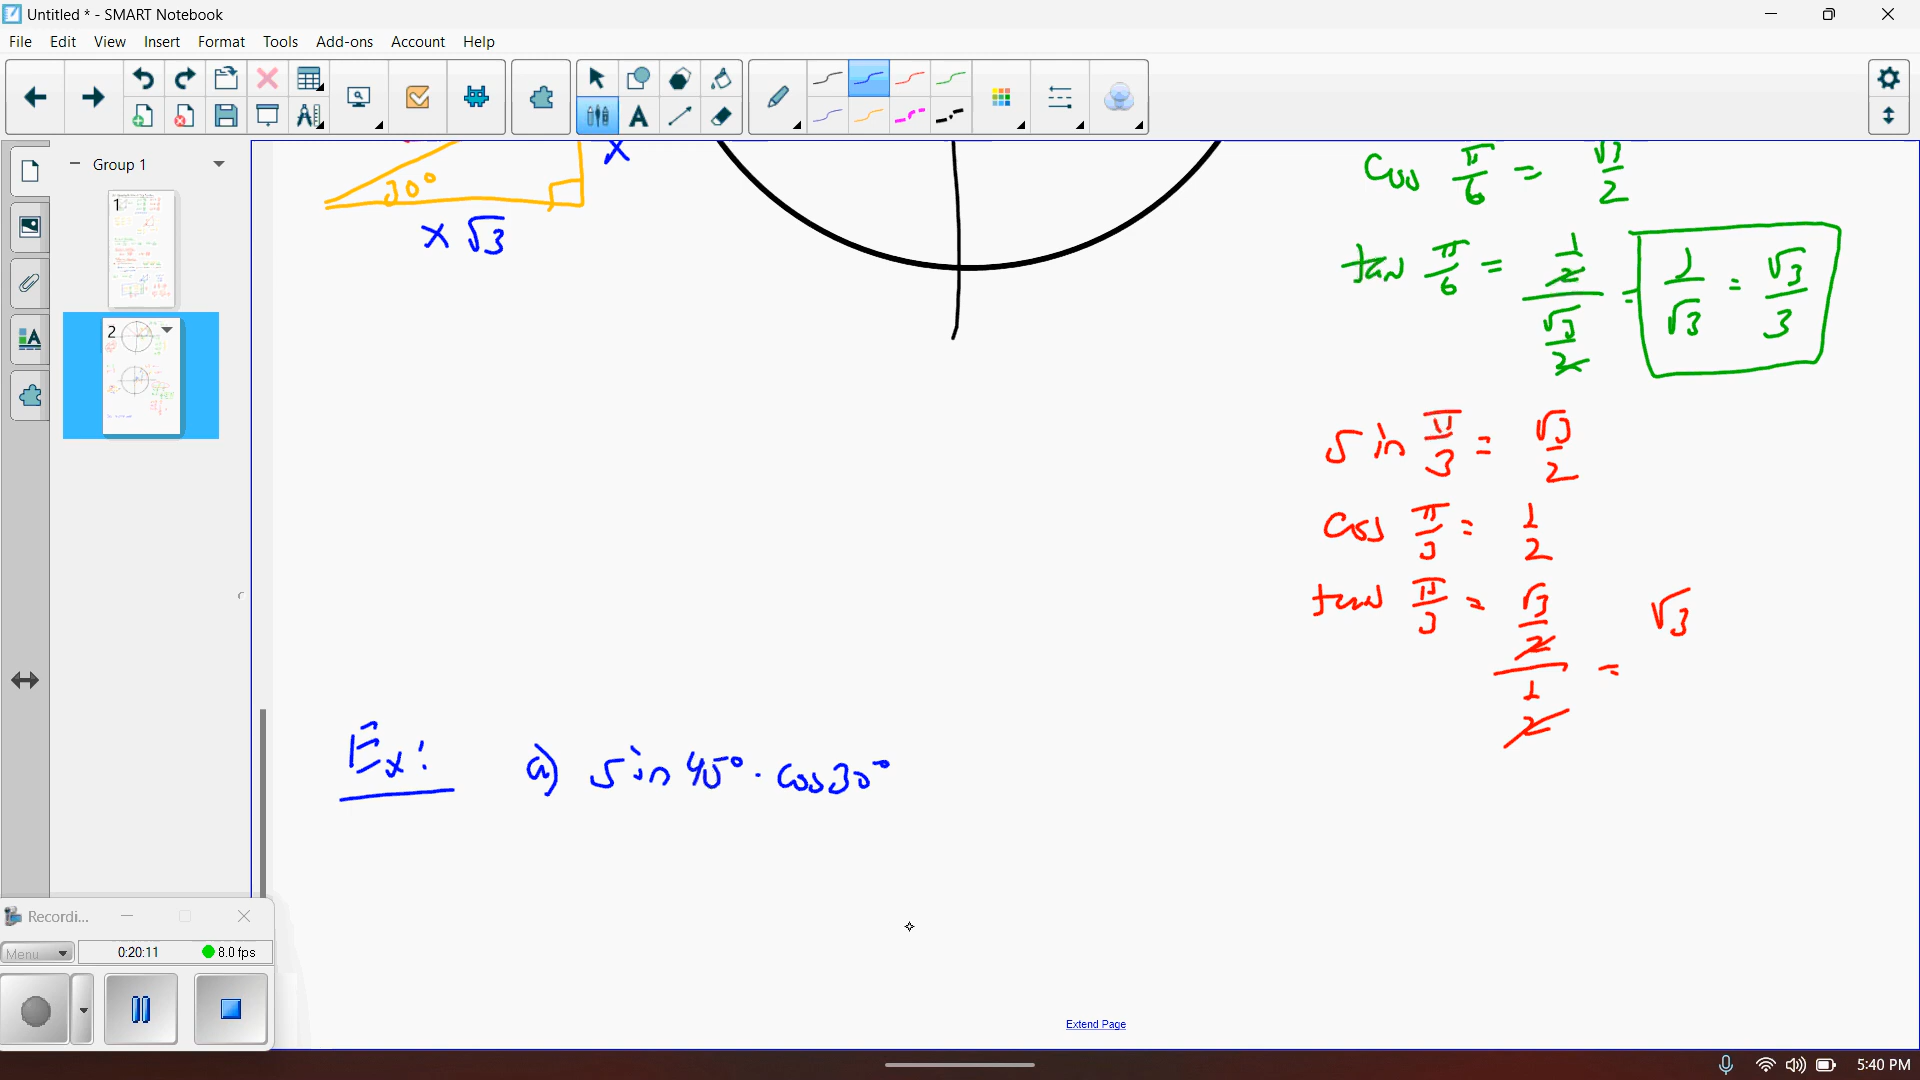 Untitled * - SMART Notebook
File Edit View Insert Format Tools Add-ons Account Help
Group 1
1
2
30°
x
x √3
cos π/6 = √3/2
tan π/6 = (1/2)/(√3/2) = 1/√3 = √3/3
sin π/3 = √3/2
cos π/3 = 1/2
tan π/3 = (√3/2)/(1/2) = √3
Ex: a) sin 45° · cos 30°
Extend Page
Recordi...
Menu 0:20:11 8.0 fps
5:40 PM